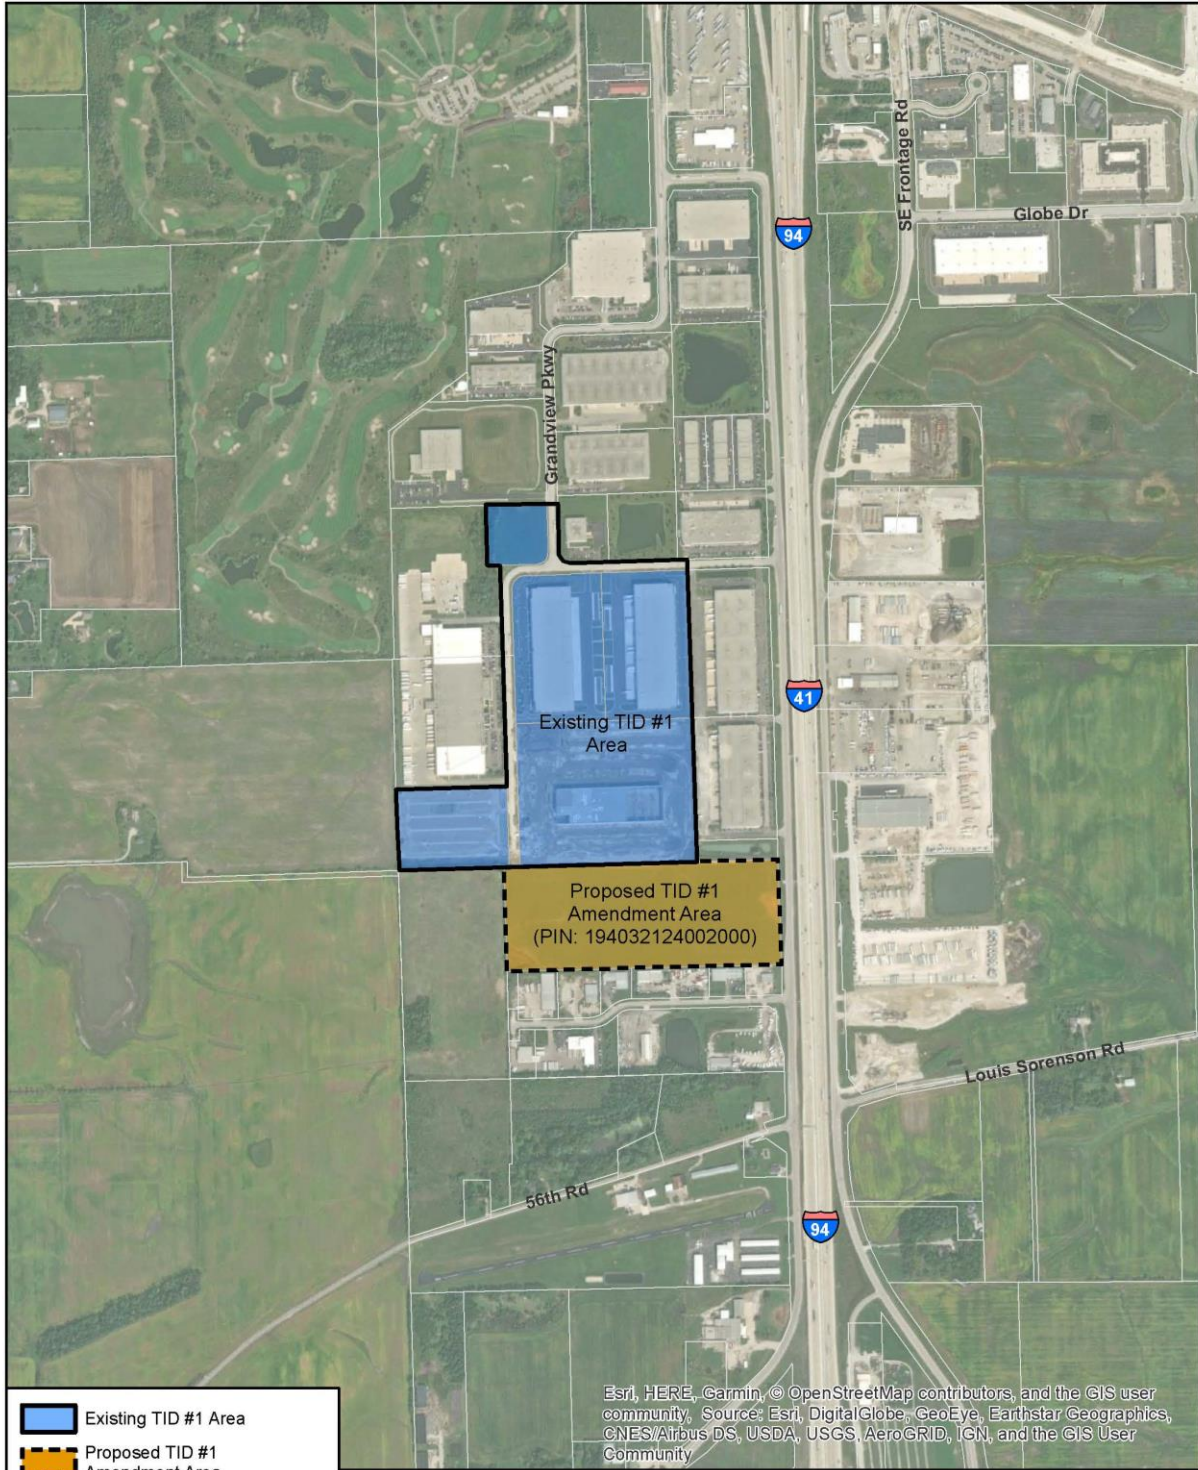 SE Frontage Rd
Globe Dr
94
Grandview Pkwy
41
Existing TID #1
Area
Proposed TID #1
Amendment Area
(PIN: 194032124002000)
Louis Sorenson Rd
56th Rd
94
Existing TID #1 Area
Proposed TID #1
Amendment Area
Esri, HERE, Garmin, © OpenStreetMap contributors, and the GIS user
community, Source: Esri, DigitalGlobe, GeoEye, Earthstar Geographics,
CNES/Airbus DS, USDA, USGS, AeroGRID, IGN, and the GIS User
Community